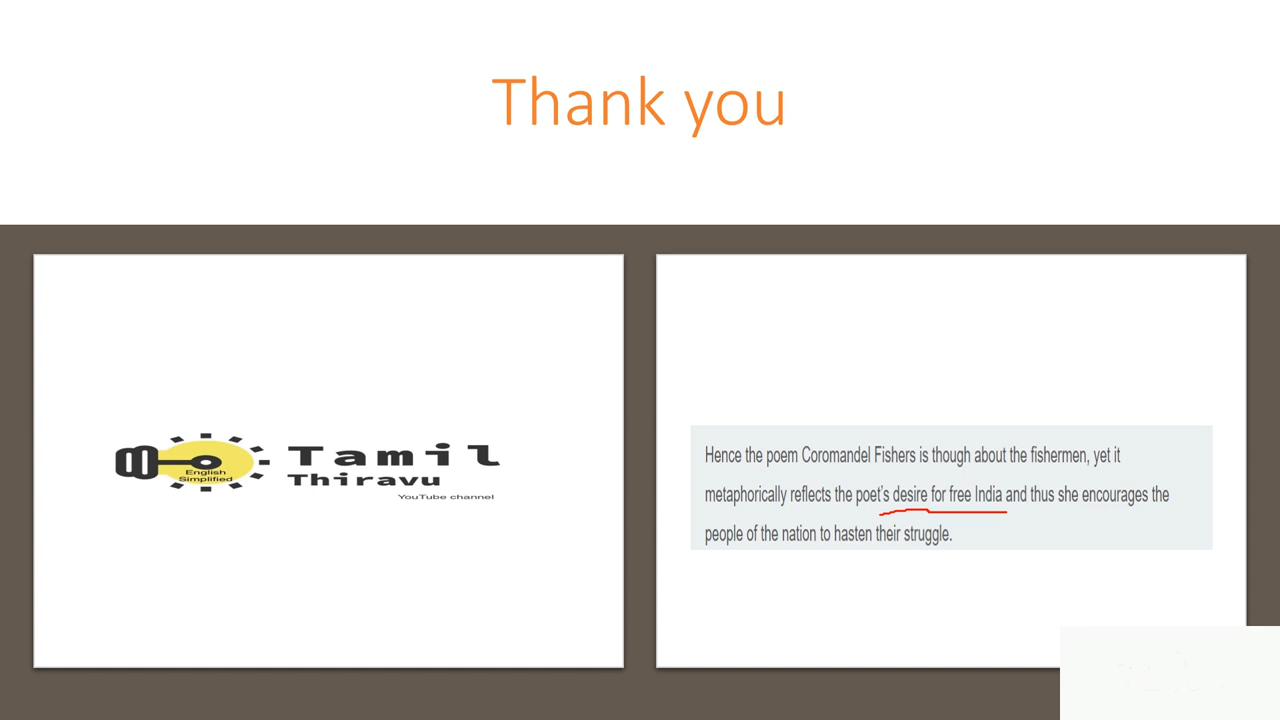 Thank you
English
Simplified
Tamil
Thiravu
YouTube channel
Hence the poem Coromandel Fishers is though about the fishermen, yet it
metaphorically reflects the poet's desire for free India and thus she encourages the
people of the nation to hasten their struggle.